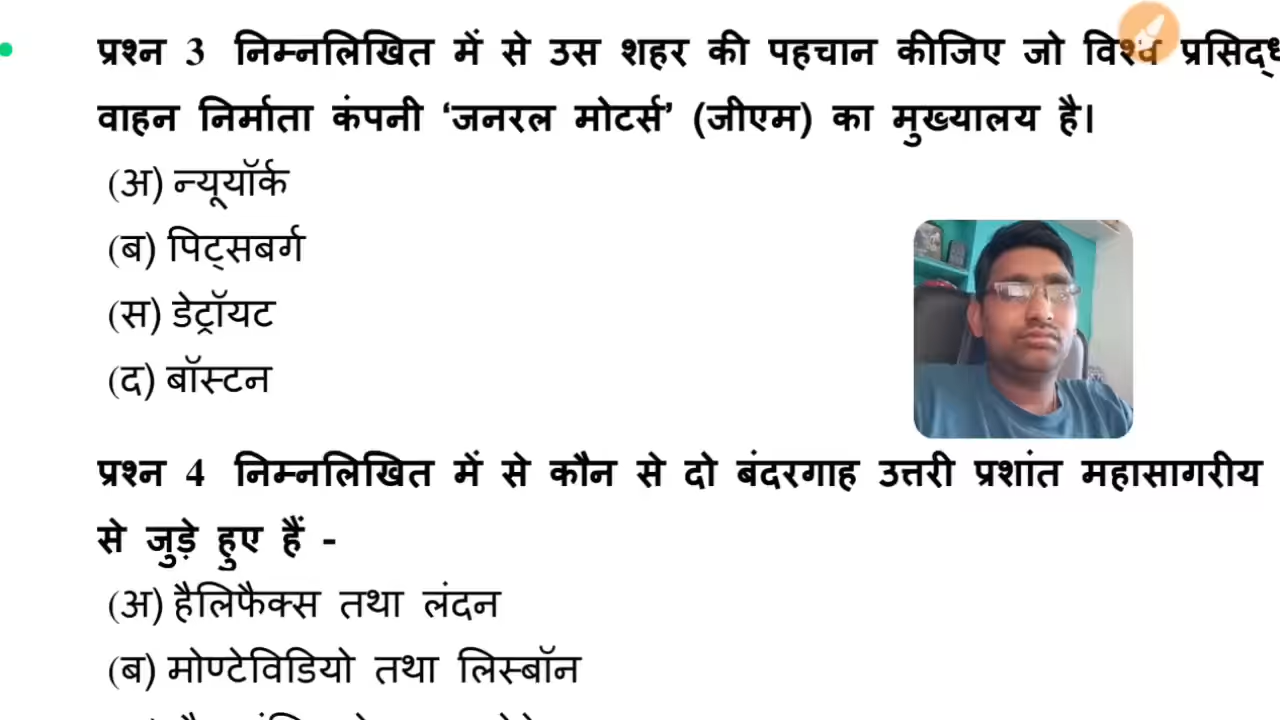 प्रश्न 3 निम्नलिखित में से उस शहर की पहचान कीजिए जो विश्व प्रसिद्ध
वाहन निर्माता कंपनी ‘जनरल मोटर्स’ (जीएम) का मुख्यालय है।
(अ) न्यूयॉर्क
(ब) पिट्सबर्ग
(स) डेट्रॉयट
(द) बॉस्टन
प्रश्न 4 निम्नलिखित में से कौन से दो बंदरगाह उत्तरी प्रशांत महासागरीय
से जुड़े हुए हैं -
(अ) हैलिफैक्स तथा लंदन
(ब) मोण्टेविडियो तथा लिस्बॉन